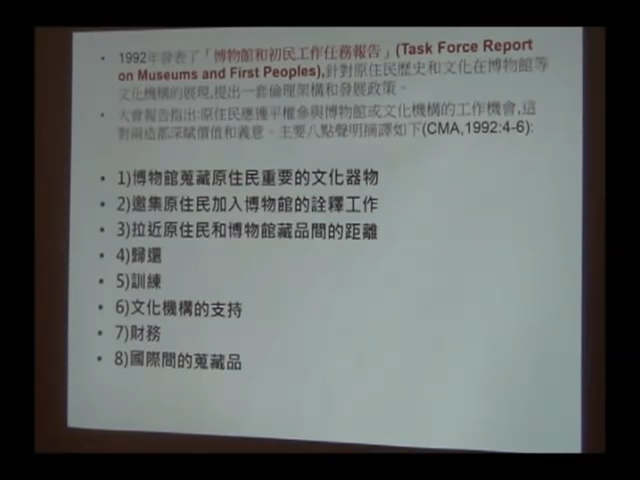 • 1992年發表了「博物館和初民工作任務報告」(Task Force Report
on Museums and First Peoples),針對原住民歷史和文化在博物館等
文化機構的展現,提出一套倫理架構和發展政策。
• 大會報告指出:原住民應獲平權參與博物館或文化機構的工作機會,這
對兩造都深賦價值和義意。主要八點聲明摘譯如下(CMA,1992:4-6):
• 1)博物館蒐藏原住民重要的文化器物
• 2)邀集原住民加入博物館的詮釋工作
• 3)拉近原住民和博物館藏品間的距離
• 4)歸還
• 5)訓練
• 6)文化機構的支持
• 7)財務
• 8)國際間的蒐藏品